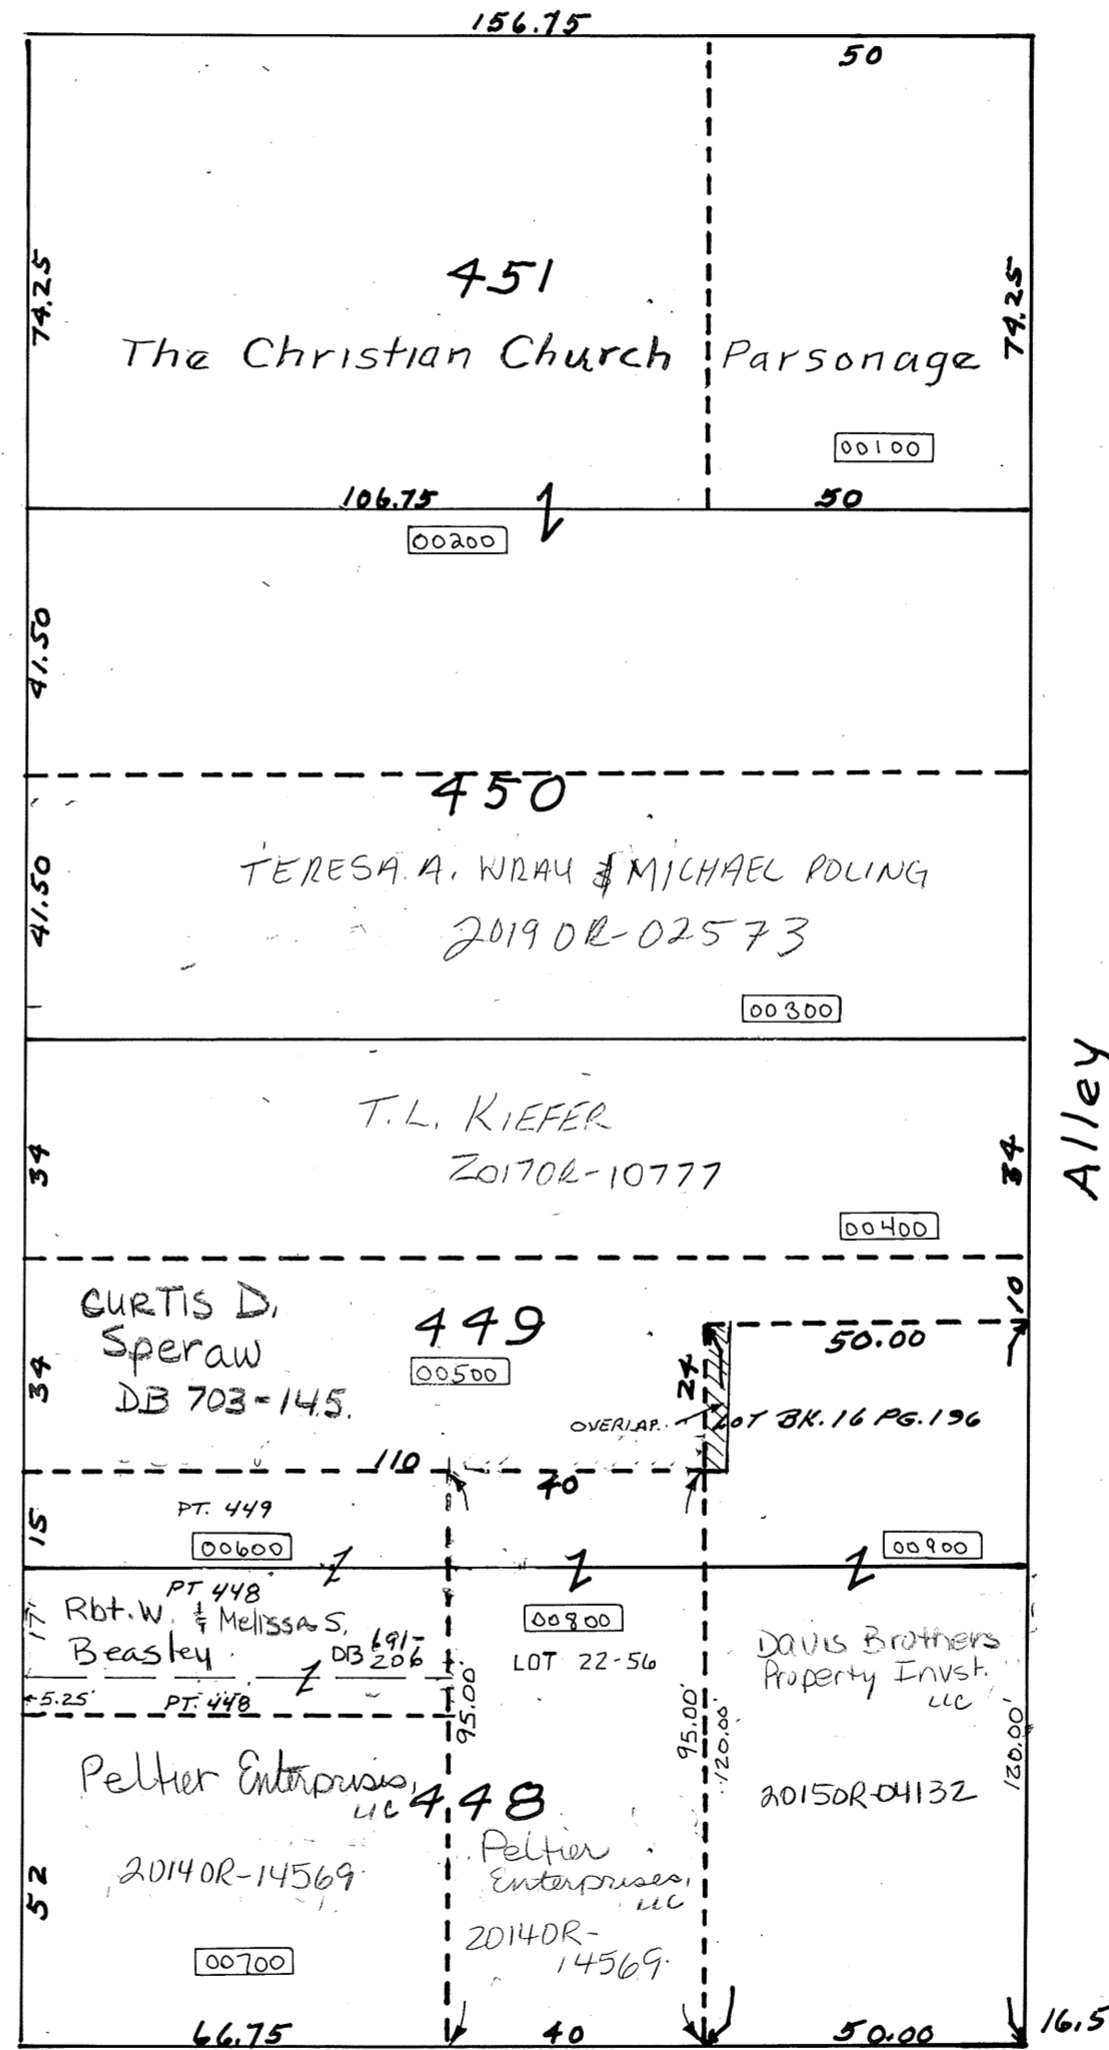 156.75
50
74.25
451
74.25
The Christian Church
Parsonage
00100
106.75
50
00200
41.50
450
41.50
TERESA A. WRAY & MICHAEL POLING
2019 OR-02573
00300
Alley
T.L. KIEFER
2017OR-10777
34
34
00400
CURTIS D.
Speraw
DB 703-145.
449
00500
10
50.00
34
24
OVERLAP
LOT BK. 16 PG. 196
110
40
PT. 449
15
00600
00900
PT 448
17'
Rbt. W. & Melissa S.
Beasley
DB 691-
206
00800
LOT 22-56
Davis Brothers
Property Invst.
LLC
5.25'
PT. 448
95.00'
95.00'
120.00'
120.00'
Peltier Enterprises,
LLC
448
2015OR-04132
2014OR-14569
Peltier
Enterprises,
LLC
2014OR-
14569
52
00700
66.75
40
50.00
16.5